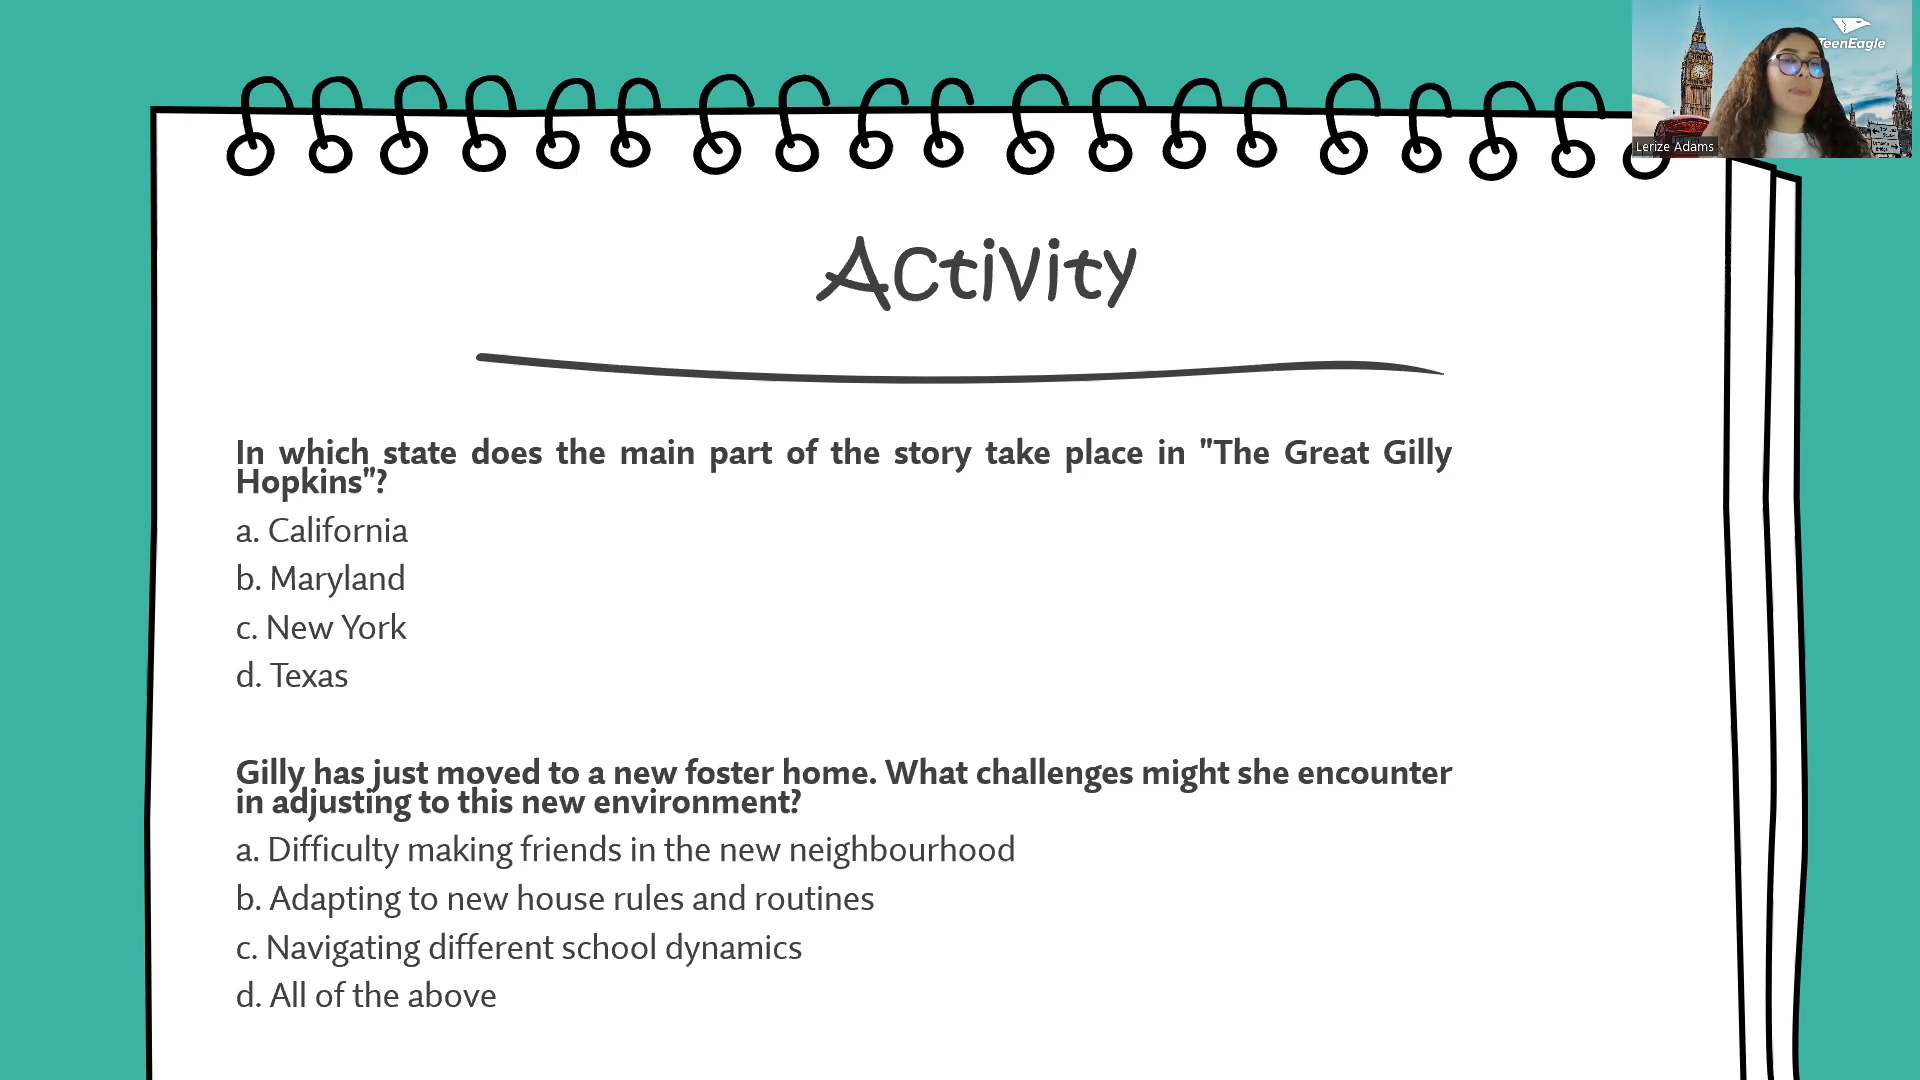 TeenEagle
Lerize Adams
Activity
In which state does the main part of the story take place in "The Great Gilly
Hopkins"?
a. California
b. Maryland
c. New York
d. Texas
Gilly has just moved to a new foster home. What challenges might she encounter
in adjusting to this new environment?
a. Difficulty making friends in the new neighbourhood
b. Adapting to new house rules and routines
c. Navigating different school dynamics
d. All of the above